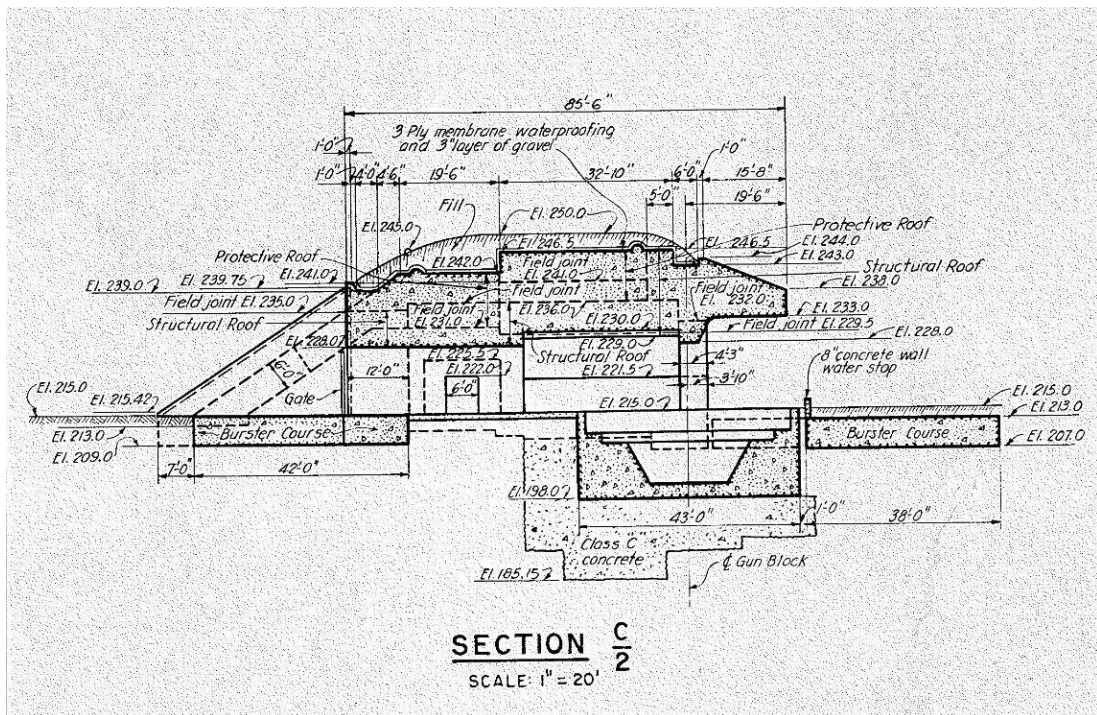 85'-6"
3 Ply membrane waterproofing
and 3" layer of gravel
1'-0"
1'-0"
1'-0"
4'-0"
4'-6"
19'-6"
32'-10"
6'-0"
15'-8"
5'-0"
19'-6"
Fill
El. 250.0
El. 245.0
Protective Roof
El. 246.5
El. 246.5
El. 244.0
El. 243.0
Protective Roof
El. 242.0
Field joint
El. 241.0
Structural Roof
El. 239.75
El. 241.0
El. 239.0
Field joint
Field joint
Field joint El. 235.0
El. 236.0
El. 232.0
El. 233.0
Field joint
El. 231.0
El. 230.0
Field joint El. 229.5
Structural Roof
El. 228.0
El. 229.0
El. 228.0
El. 225.5
Structural Roof
4'-3"
8" concrete wall
water stop
6'-0"
12'-0"
El. 222.0
El. 221.5
3'-10"
El. 215.0
Gate
6'-0"
El. 215.0
El. 215.42
El. 215.0
El. 213.0
El. 213.0
Burster Course
Burster Course
El. 209.0
El. 207.0
7'-0"
42'-0"
El. 198.0
43'-0"
1'-0"
38'-0"
Class "C"
concrete
El. 185.15
℄ Gun Block
SECTION C/2
SCALE: 1" = 20'